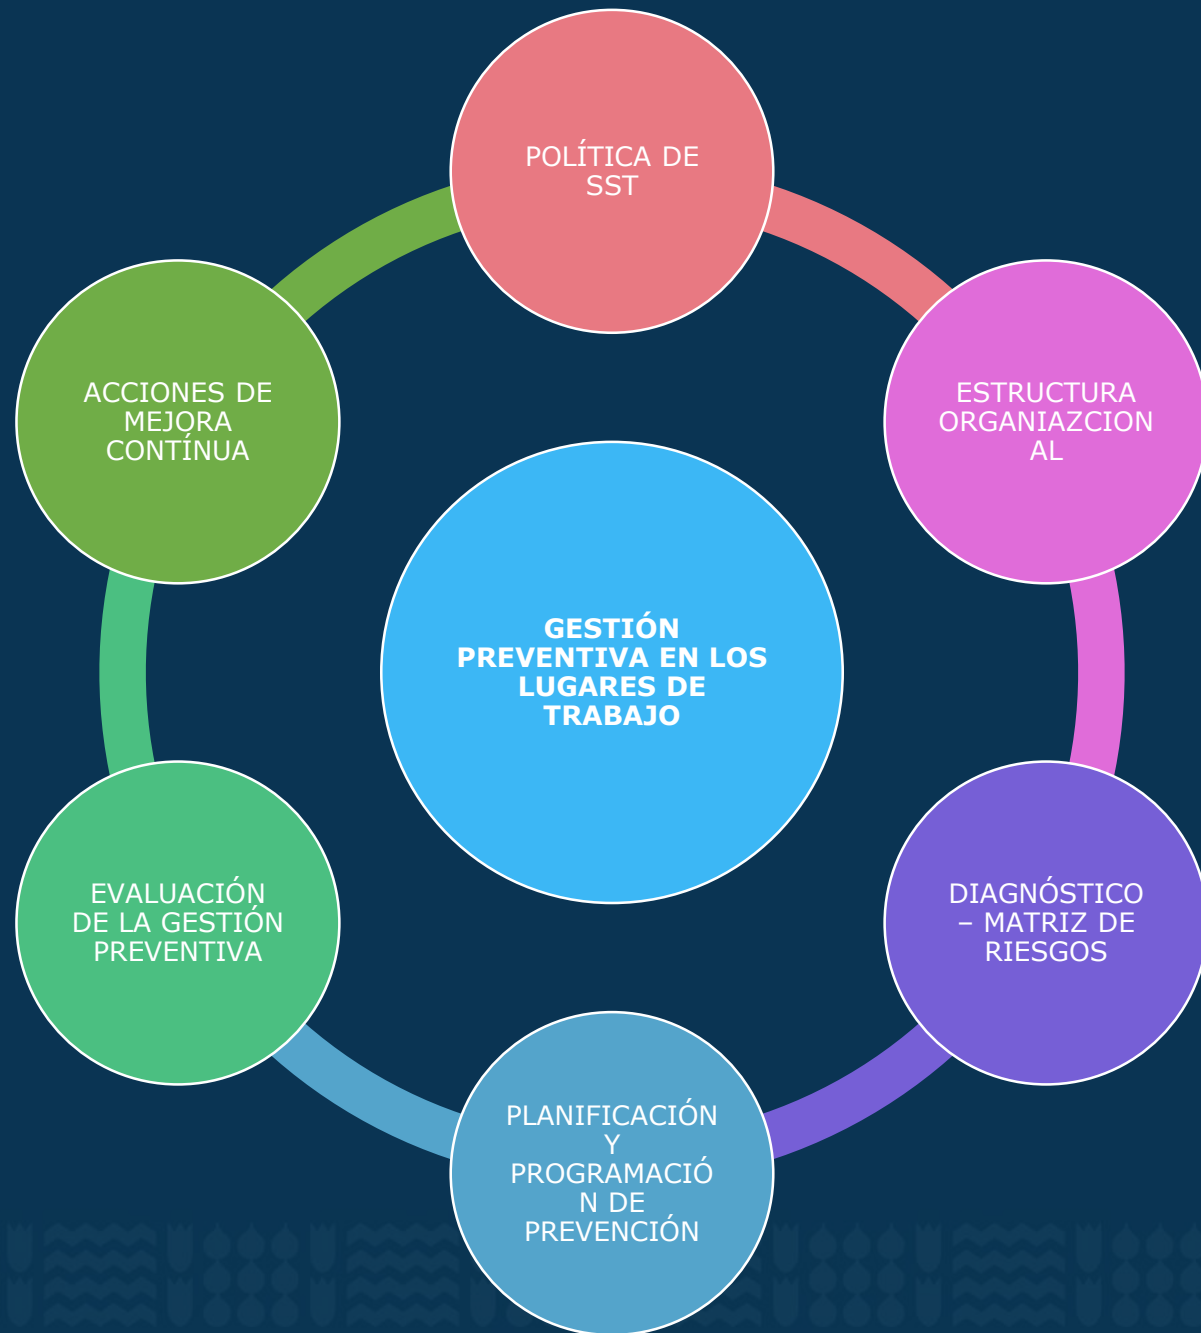 POLÍTICA DE
SST
ESTRUCTURA
ORGANIAZCION
AL
DIAGNÓSTICO
– MATRIZ DE
RIESGOS
PLANIFICACIÓN
Y
PROGRAMACIÓ
N DE
PREVENCIÓN
EVALUACIÓN
DE LA GESTIÓN
PREVENTIVA
ACCIONES DE
MEJORA
CONTÍNUA
GESTIÓN
PREVENTIVA EN LOS
LUGARES DE
TRABAJO